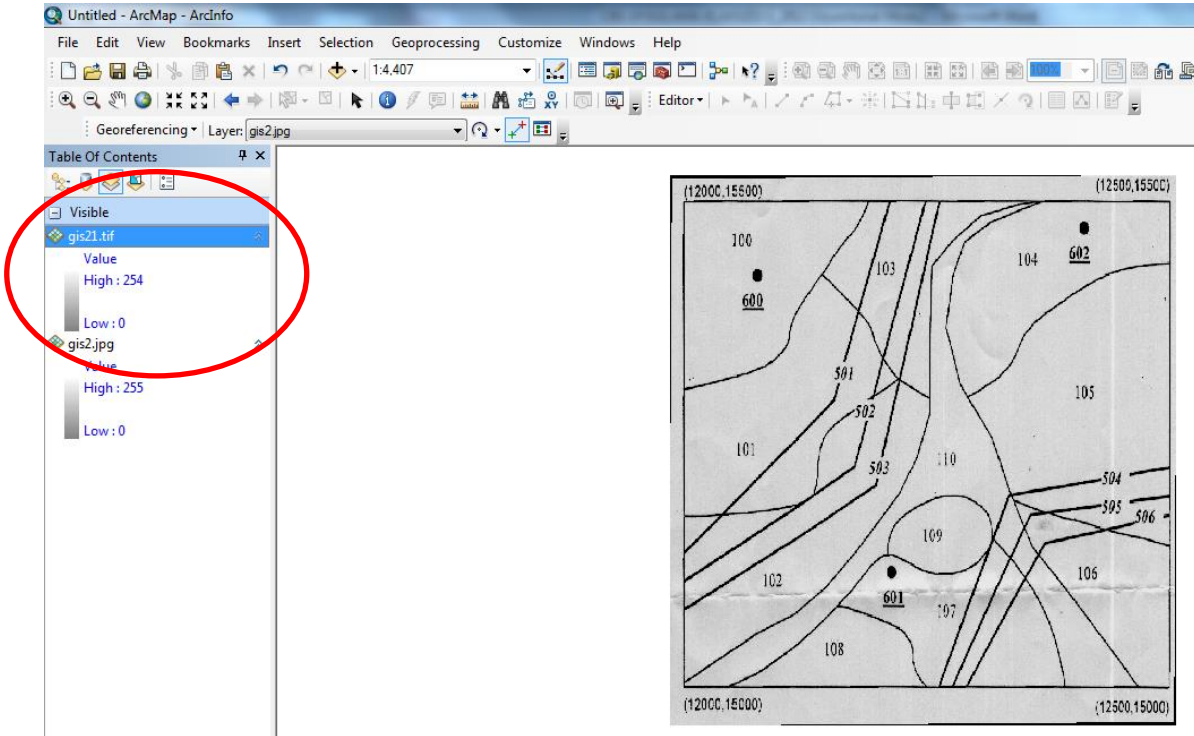 Untitled - ArcMap - ArcInfo
File Edit View Bookmarks Insert Selection Geoprocessing Customize Windows Help
1:4,407 100%
Editor
Georeferencing Layer: gis2.jpg
Table Of Contents
Visible
gis21.tif
Value
High : 254
Low : 0
gis2.jpg
Value
High : 255
Low : 0
(12000,15500) (12500,15500)
100
600
103
104
602
501
502
105
101
503
110
504
505
506
109
102
601
107
106
108
(12000,15000) (12500,15000)